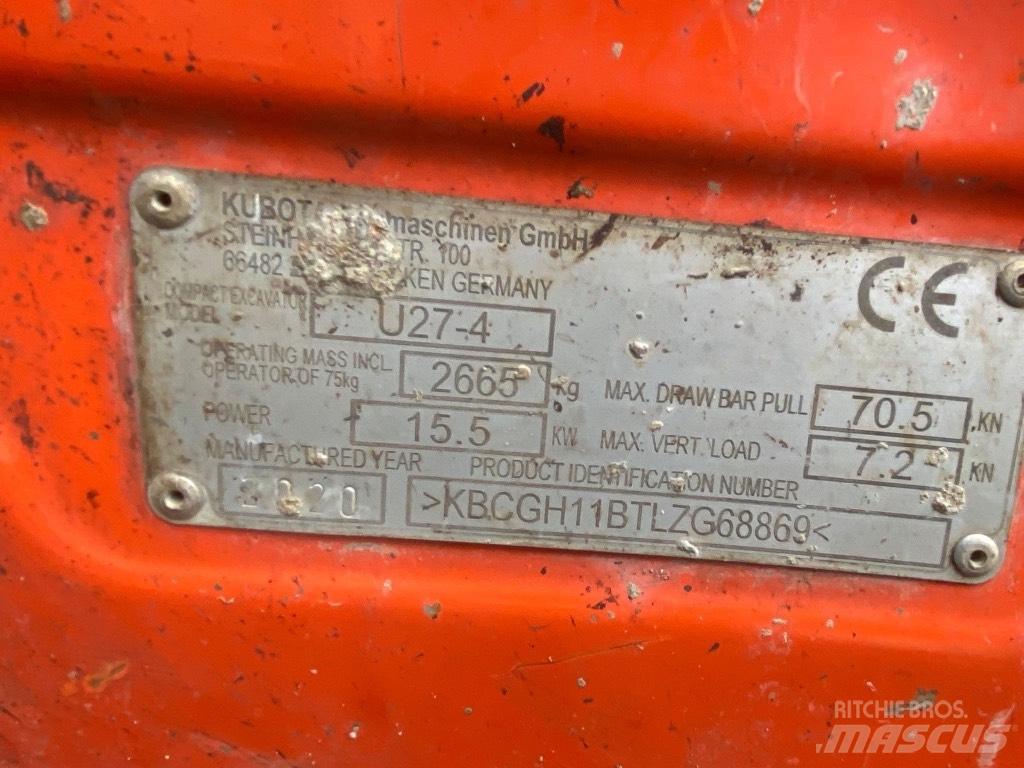 KUBOTA maschinen GmbH
TR. 100
66482 KEN GERMANY
COMPACT EXCAVATOR
MODEL U27-4
OPERATING MASS INCL.
OPERATOR OF 75kg 2665 Kg MAX. DRAW BAR PULL 70.5 KN
POWER 15.5 KW MAX. VERT. LOAD 7.2 KN
MANUFACTURED YEAR PRODUCT IDENTIFICATION NUMBER
2020 >KBCGH11BTLZG68869<
CE
RITCHIE BROS.
MASCUS